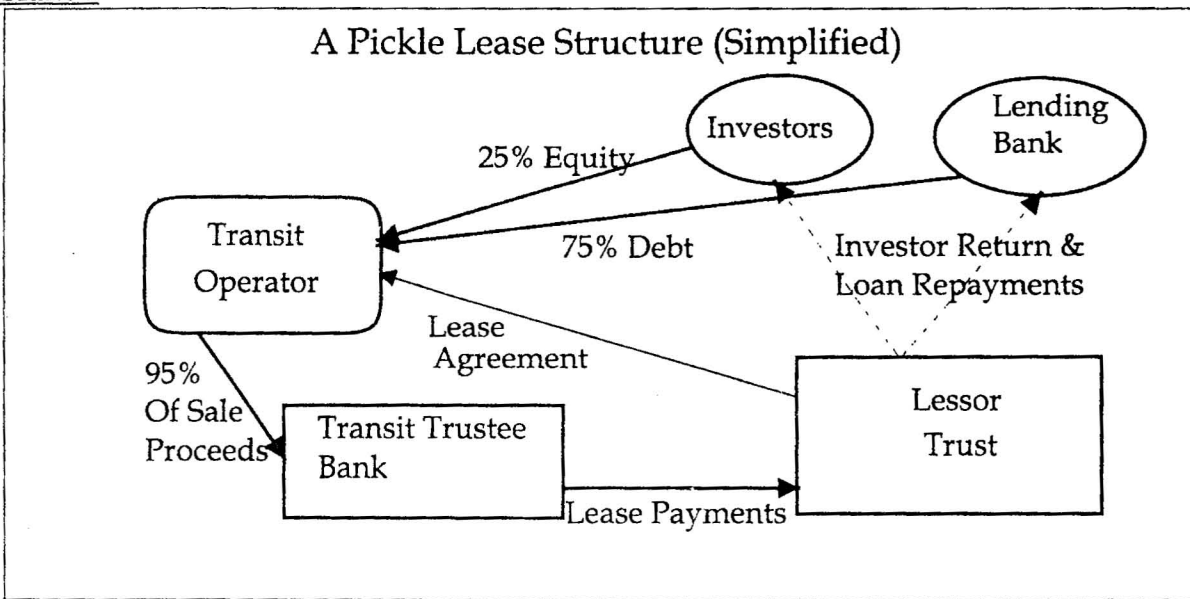 A Pickle Lease Structure (Simplified)
Investors
Lending
Bank
25% Equity
Transit
Operator
75% Debt
Investor Return &
Loan Repayments
Lease
Agreement
95%
Of Sale
Proceeds
Transit Trustee
Bank
Lessor
Trust
Lease Payments